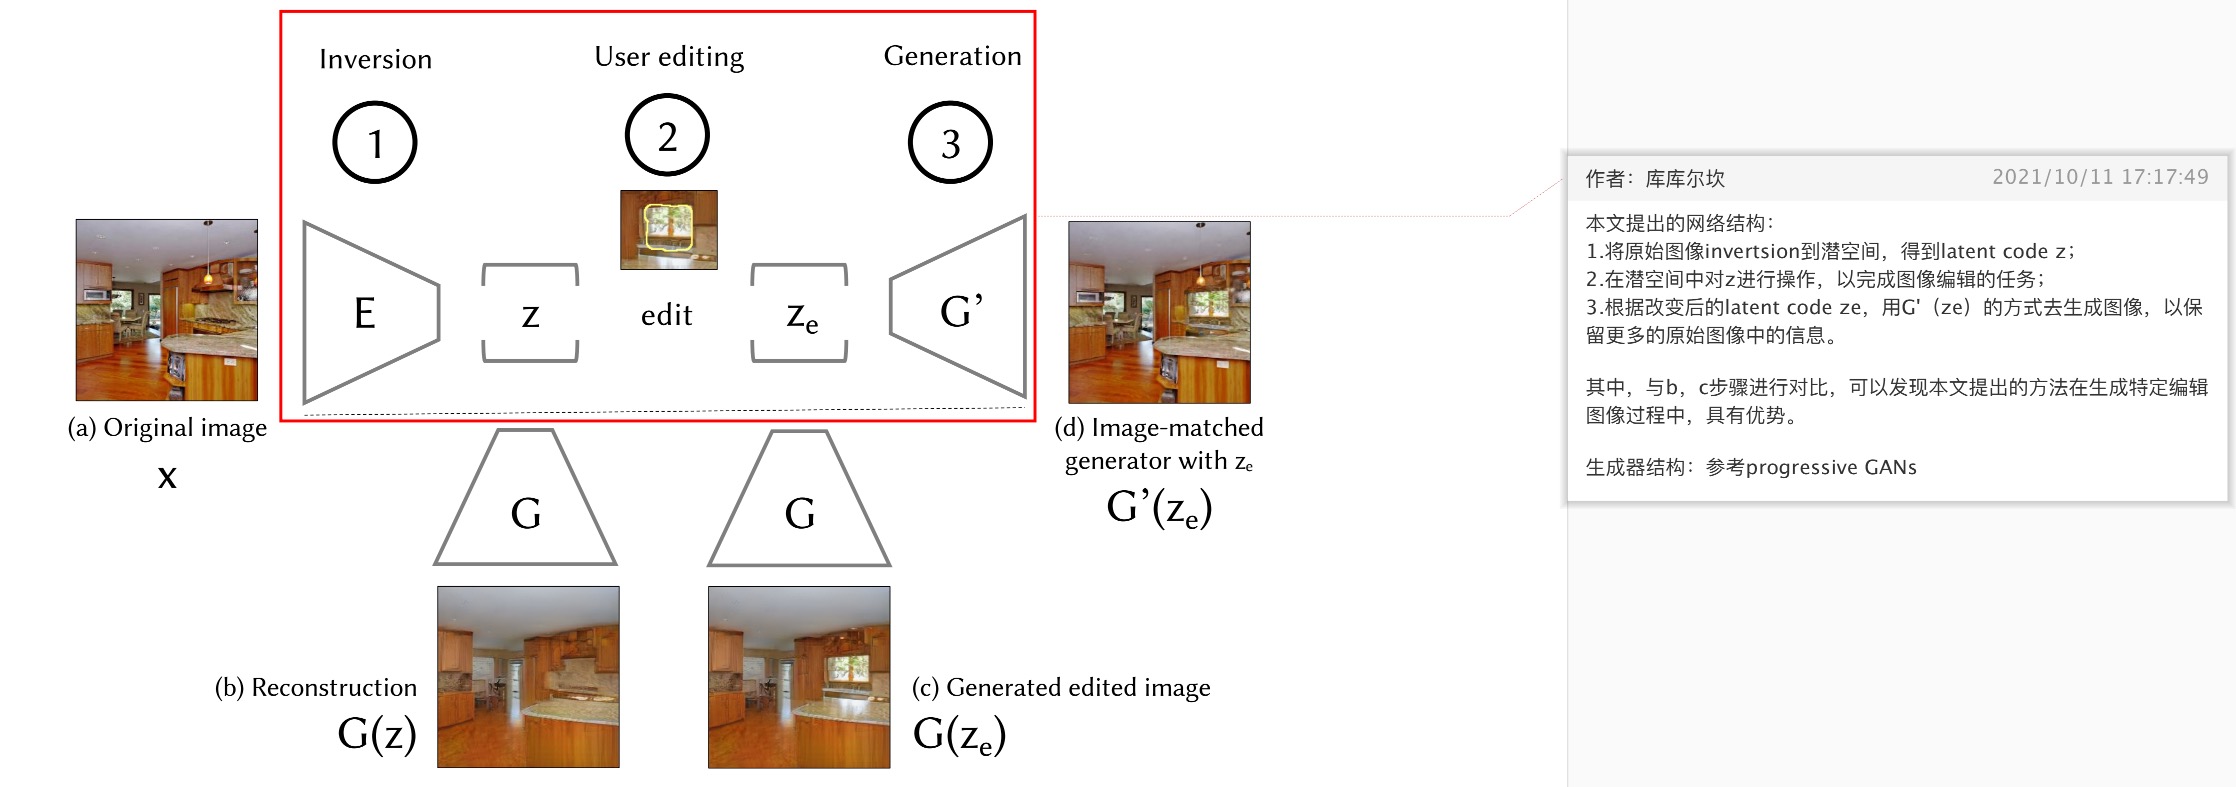 Inversion
User editing
Generation
1
2
3
E
z
edit
zₑ
G’
(a) Original image
x
(d) Image-matched
generator with zₑ
G’(zₑ)
G
G
(b) Reconstruction
G(z)
(c) Generated edited image
G(zₑ)
作者：库库尔坎 2021/10/11 17:17:49
本文提出的网络结构：
1.将原始图像invertsion到潜空间，得到latent code z；
2.在潜空间中对z进行操作，以完成图像编辑的任务；
3.根据改变后的latent code ze，用G'（ze）的方式去生成图像，以保
留更多的原始图像中的信息。
其中，与b，c步骤进行对比，可以发现本文提出的方法在生成特定编辑
图像过程中，具有优势。
生成器结构：参考progressive GANs